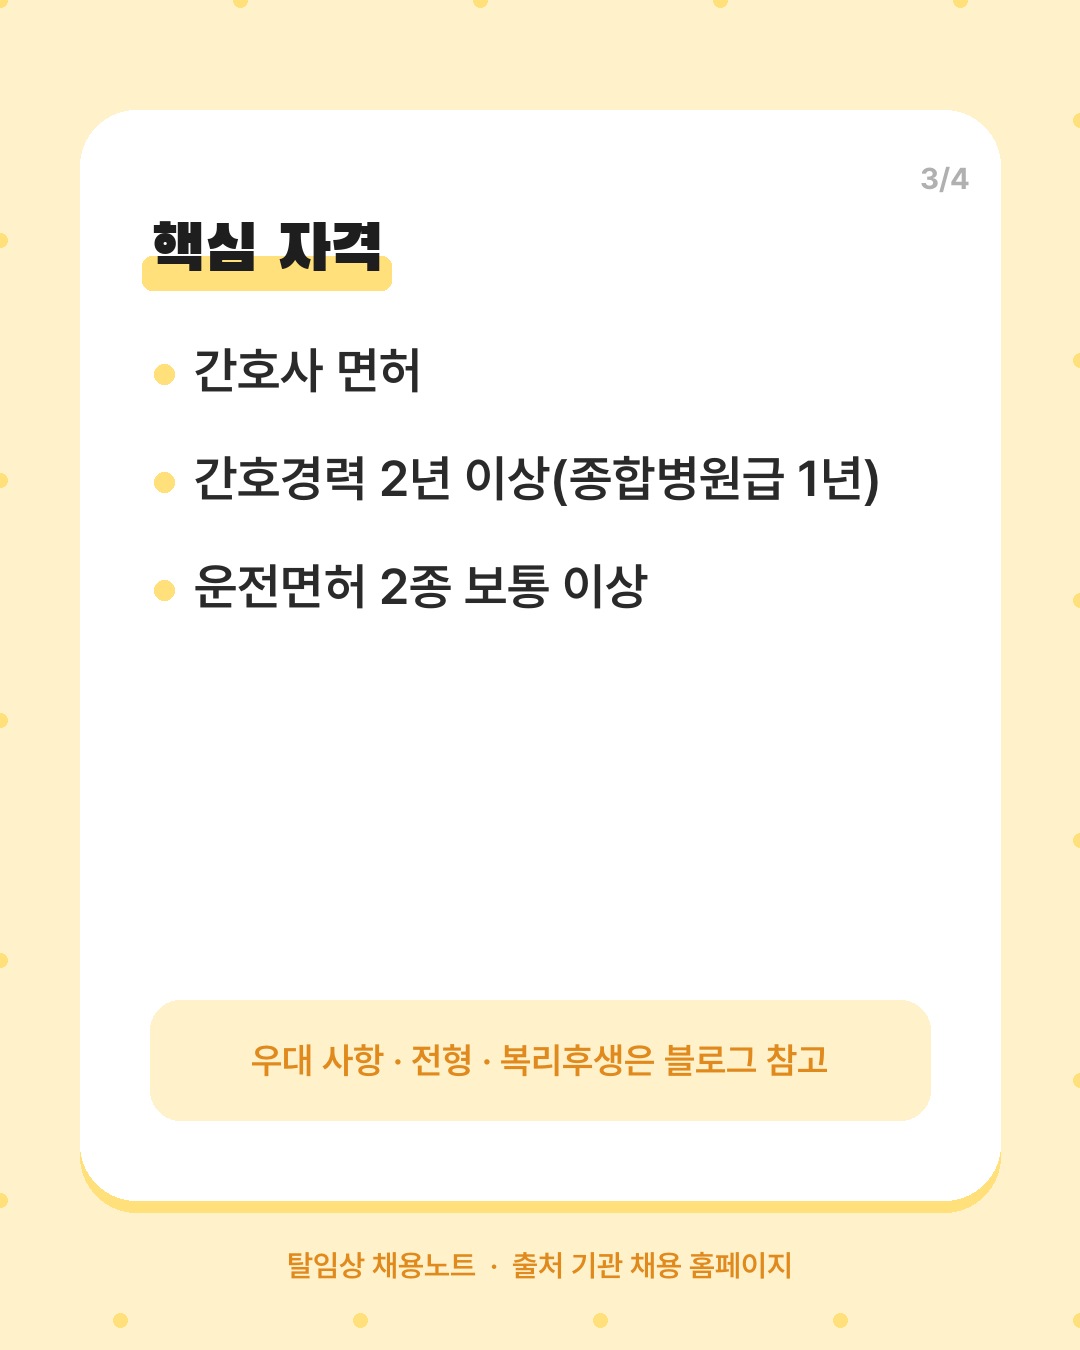 3/4
핵심 자격
간호사 면허
간호경력 2년 이상(종합병원급 1년)
운전면허 2종 보통 이상
우대 사항 · 전형 · 복리후생은 블로그 참고
탈임상 채용노트 · 출처 기관 채용 홈페이지